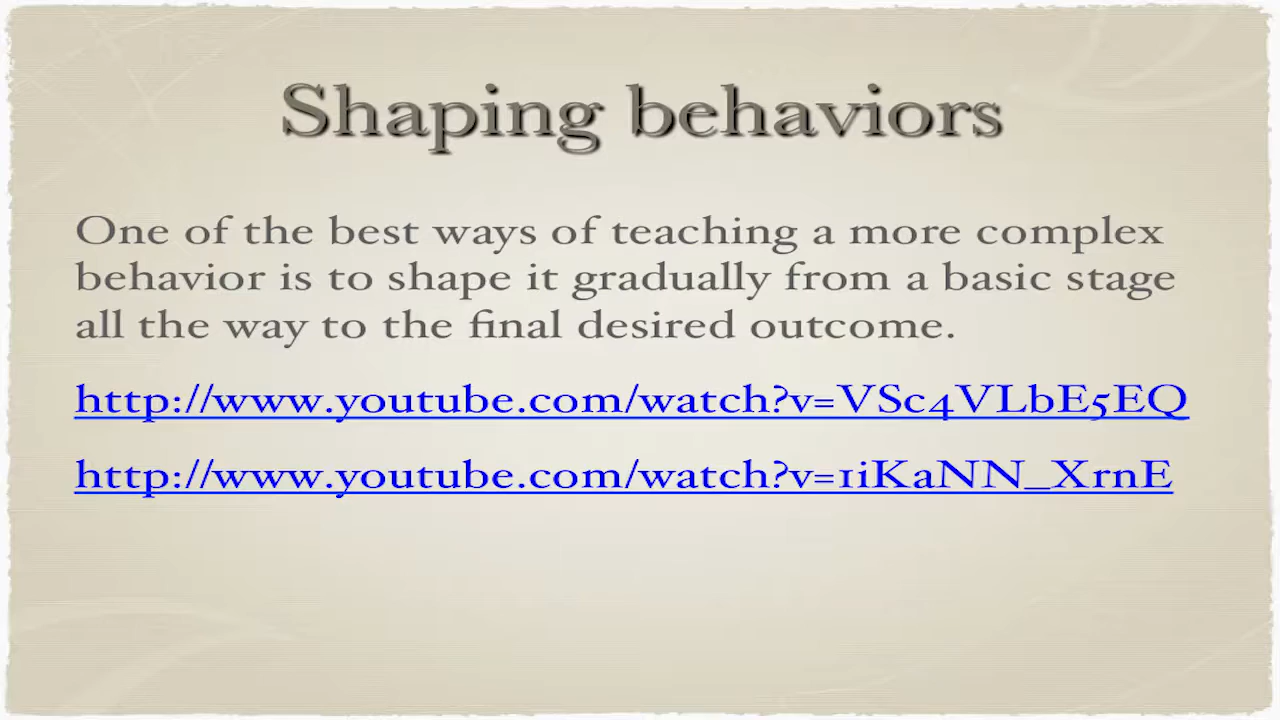 Shaping behaviors
One of the best ways of teaching a more complex
behavior is to shape it gradually from a basic stage
all the way to the final desired outcome.
http://www.youtube.com/watch?v=VSc4VLbE5EQ
http://www.youtube.com/watch?v=1iKaNN_XrnE